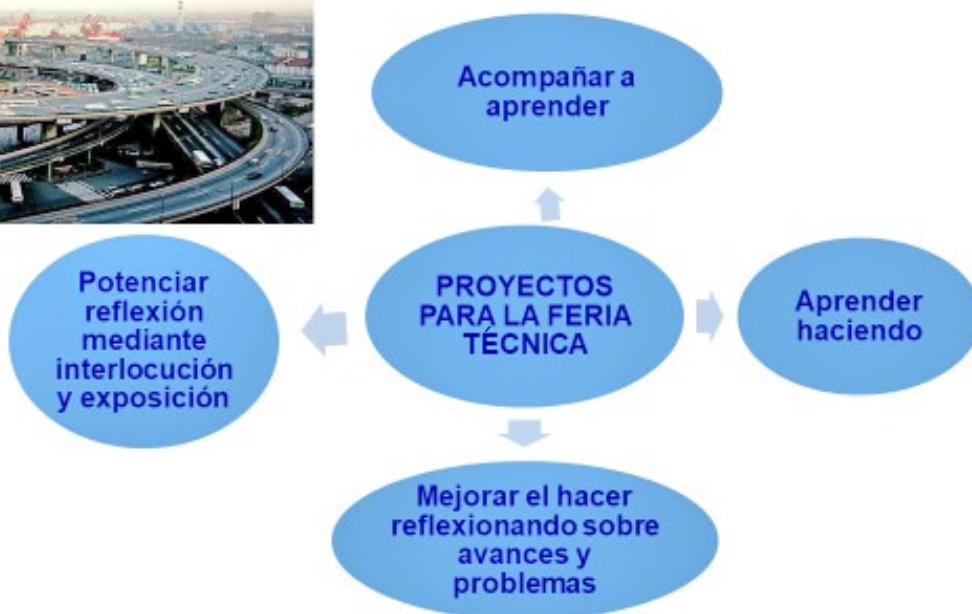 Acompañar a
aprender
Potenciar
reflexión
mediante
interlocución
y exposición
PROYECTOS
PARA LA FERIA
TÉCNICA
Aprender
haciendo
Mejorar el hacer
reflexionando sobre
avances y
problemas